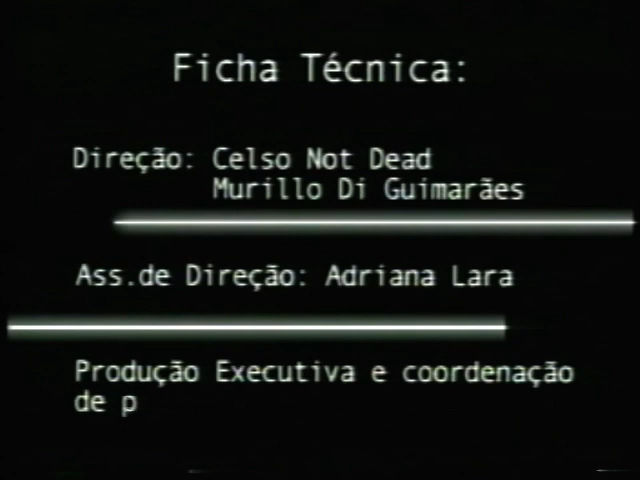 Ficha Técnica:
Direção: Celso Not Dead
Murillo Di Guimarães
Ass.de Direção: Adriana Lara
Produção Executiva e coordenação
de p